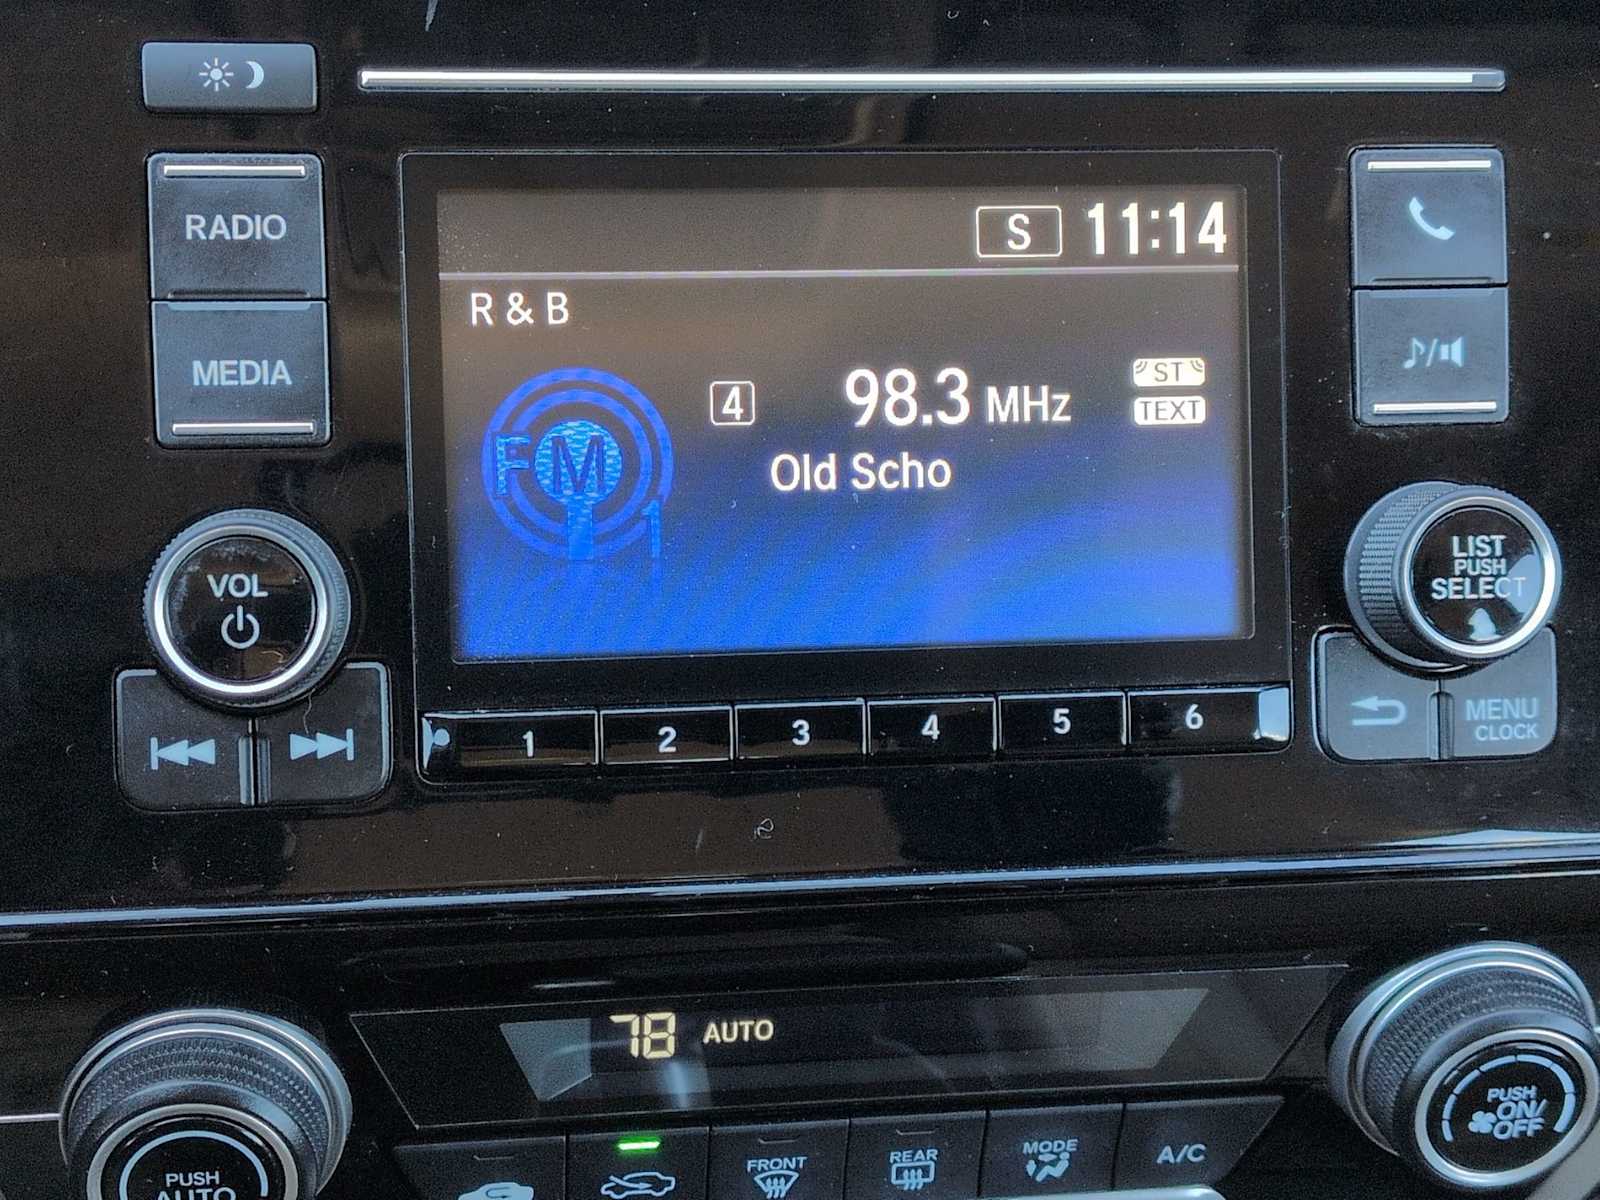 RADIO
MEDIA
S 11:14
R & B
FM1
4 98.3 MHz
ST
TEXT
Old Scho
VOL
LIST
PUSH
SELECT
MENU
CLOCK
1 2 3 4 5 6
78 AUTO
PUSH
AUTO
FRONT
REAR
MODE
A/C
PUSH
ON/
OFF